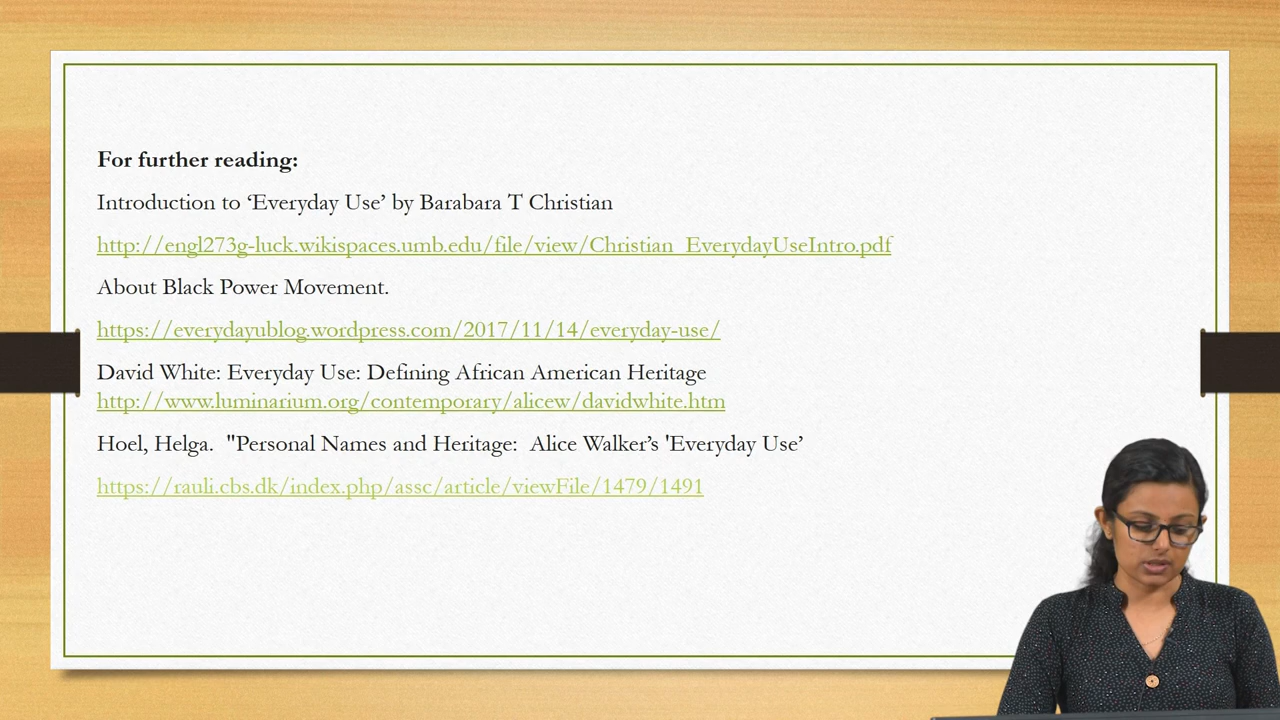 For further reading:
Introduction to ‘Everyday Use’ by Barabara T Christian
http://engl273g-luck.wikispaces.umb.edu/file/view/Christian_EverydayUseIntro.pdf
About Black Power Movement.
https://everydayublog.wordpress.com/2017/11/14/everyday-use/
David White: Everyday Use: Defining African American Heritage
http://www.luminarium.org/contemporary/alicew/davidwhite.htm
Hoel, Helga.  "Personal Names and Heritage:  Alice Walker’s 'Everyday Use’
https://rauli.cbs.dk/index.php/assc/article/viewFile/1479/1491